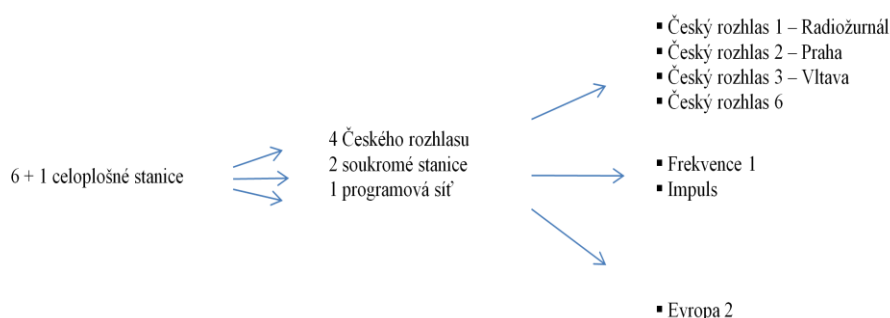 6 + 1 celoplošné stanice
4 Českého rozhlasu
2 soukromé stanice
1 programová síť
▪ Český rozhlas 1 – Radiožurnál
▪ Český rozhlas 2 – Praha
▪ Český rozhlas 3 – Vltava
▪ Český rozhlas 6
▪ Frekvence 1
▪ Impuls
▪ Evropa 2